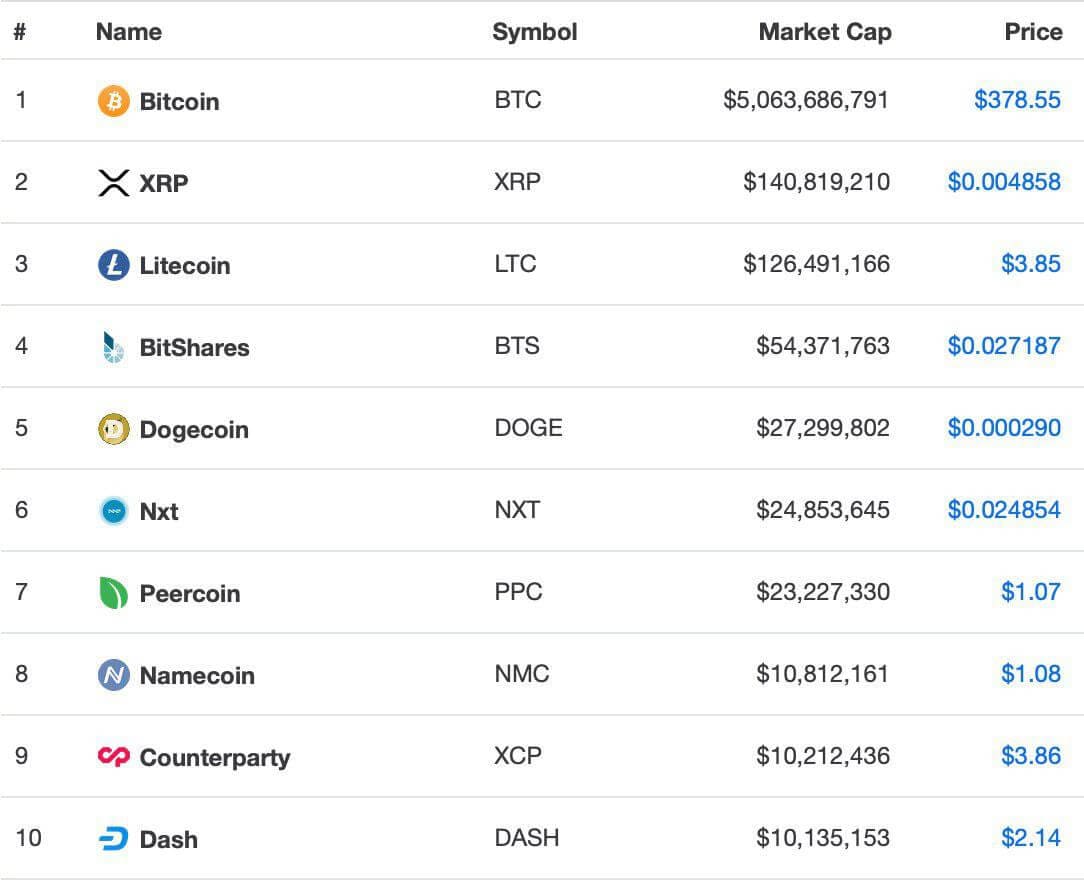 # Name Symbol Market Cap Price
1 Bitcoin BTC $5,063,686,791 $378.55
2 XRP XRP $140,819,210 $0.004858
3 Litecoin LTC $126,491,166 $3.85
4 BitShares BTS $54,371,763 $0.027187
5 Dogecoin DOGE $27,299,802 $0.000290
6 Nxt NXT $24,853,645 $0.024854
7 Peercoin PPC $23,227,330 $1.07
8 Namecoin NMC $10,812,161 $1.08
9 Counterparty XCP $10,212,436 $3.86
10 Dash DASH $10,135,153 $2.14